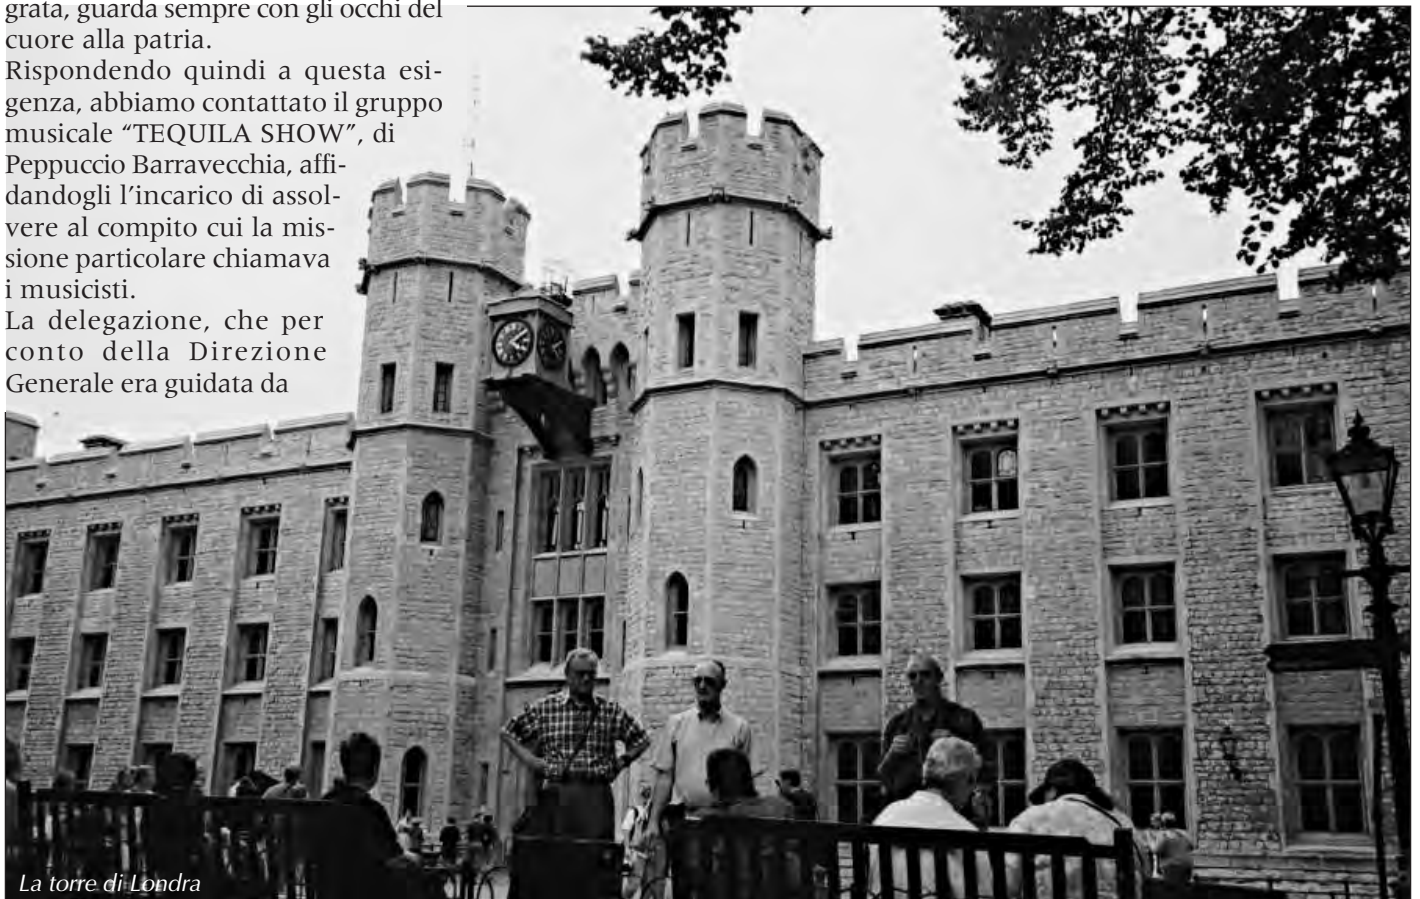 grata, guarda sempre con gli occhi del
cuore alla patria.
Rispondendo quindi a questa esi-
genza, abbiamo contattato il gruppo
musicale “TEQUILA SHOW”, di
Peppuccio Barravecchia, affi-
dandogli l’incarico di assol-
vere al compito cui la mis-
sione particolare chiamava
i musicisti.
La delegazione, che per
conto della Direzione
Generale era guidata da
La torre di Londra